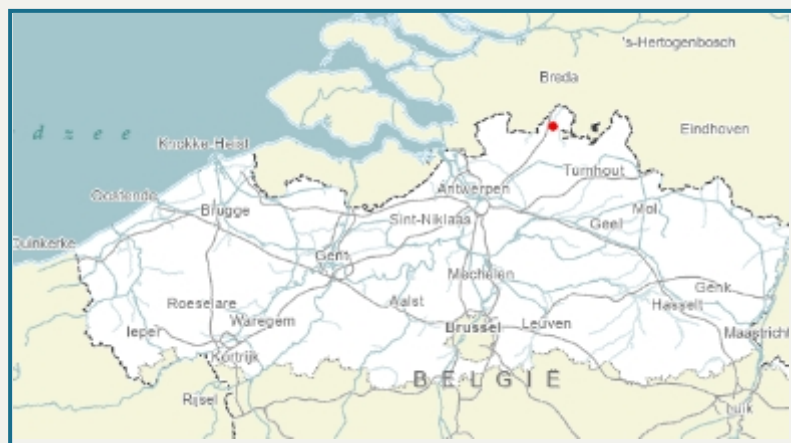 's-Hertogenbosch
Breda
d z e e
Eindhoven
Knokke-Heist
Turnhout
Antwerpen
Oostende
Mol
Brugge
Sint-Niklaas
Geel
Duinkerke
Gent
Mechelen
Genk
Roeselare
Aalst
Hasselt
Ieper
Waregem
Brussel
Leuven
Maastricht
Kortrijk
BELGIË
Rijsel
Luik